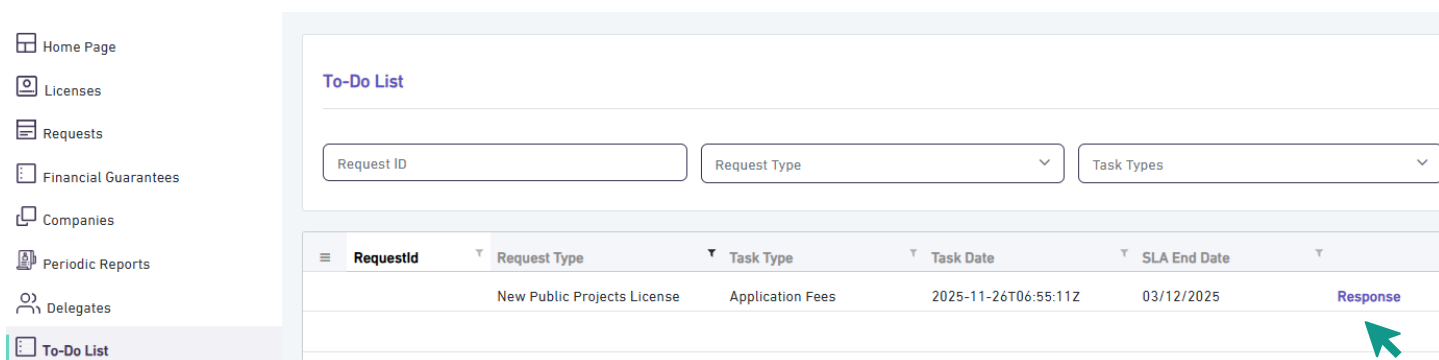 Home Page
Licenses
Requests
Financial Guarantees
Companies
Periodic Reports
Delegates
To-Do List
To-Do List
Request ID
Request Type
Task Types
RequestId Request Type Task Type Task Date SLA End Date
New Public Projects License Application Fees 2025-11-26T06:55:11Z 03/12/2025 Response